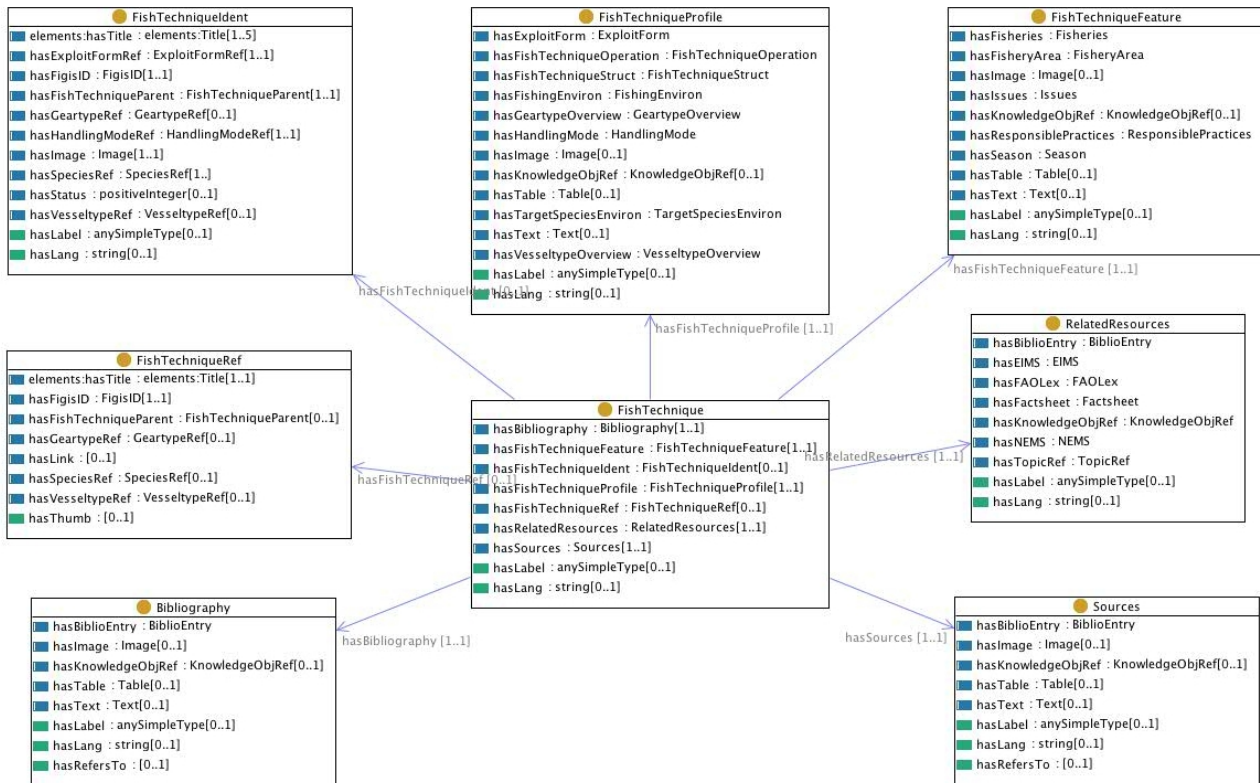 FishTechniqueIdent
elements:hasTitle : elements:Title[1..5]
hasExploitFormRef : ExploitFormRef[1..1]
hasFigisID : FigisID[1..1]
hasFishTechniqueParent : FishTechniqueParent[1..1]
hasGeartypeRef : GeartypeRef[0..1]
hasHandlingModeRef : HandlingModeRef[1..1]
hasImage : Image[1..1]
hasSpeciesRef : SpeciesRef[1..]
hasStatus : positiveInteger[0..1]
hasVesseltypeRef : VesseltypeRef[0..1]
hasLabel : anySimpleType[0..1]
hasLang : string[0..1]
FishTechniqueProfile
hasExploitForm : ExploitForm
hasFishTechniqueOperation : FishTechniqueOperation
hasFishTechniqueStruct : FishTechniqueStruct
hasFishingEnviron : FishingEnviron
hasGeartypeOverview : GeartypeOverview
hasHandlingMode : HandlingMode
hasImage : Image[0..1]
hasKnowledgeObjRef : KnowledgeObjRef[0..1]
hasTable : Table[0..1]
hasTargetSpeciesEnviron : TargetSpeciesEnviron
hasText : Text[0..1]
hasVesseltypeOverview : VesseltypeOverview
hasLabel : anySimpleType[0..1]
hasLang : string[0..1]
FishTechniqueFeature
hasFisheries : Fisheries
hasFisheryArea : FisheryArea
hasImage : Image[0..1]
hasIssues : Issues
hasKnowledgeObjRef : KnowledgeObjRef[0..1]
hasResponsiblePractices : ResponsiblePractices
hasSeason : Season
hasTable : Table[0..1]
hasText : Text[0..1]
hasLabel : anySimpleType[0..1]
hasLang : string[0..1]
hasFishTechniqueFeature [1..1]
hasFishTechniqueIdent [0..1]
hasFishTechniqueProfile [1..1]
FishTechniqueRef
elements:hasTitle : elements:Title[1..1]
hasFigisID : FigisID[1..1]
hasFishTechniqueParent : FishTechniqueParent[0..1]
hasGeartypeRef : GeartypeRef[0..1]
hasLink : [0..1]
hasSpeciesRef : SpeciesRef[0..1]
hasVesseltypeRef : VesseltypeRef[0..1]
hasThumb : [0..1]
hasFishTechniqueRef [0..1]
FishTechnique
hasBibliography : Bibliography[1..1]
hasFishTechniqueFeature : FishTechniqueFeature[1..1]
hasFishTechniqueIdent : FishTechniqueIdent[0..1]
hasFishTechniqueProfile : FishTechniqueProfile[1..1]
hasFishTechniqueRef : FishTechniqueRef[0..1]
hasRelatedResources : RelatedResources[1..1]
hasSources : Sources[1..1]
hasLabel : anySimpleType[0..1]
hasLang : string[0..1]
hasRelatedResources [1..1]
RelatedResources
hasBiblioEntry : BiblioEntry
hasEIMS : EIMS
hasFAOLex : FAOLex
hasFactsheet : Factsheet
hasKnowledgeObjRef : KnowledgeObjRef
hasNEMS : NEMS
hasTopicRef : TopicRef
hasLabel : anySimpleType[0..1]
hasLang : string[0..1]
Bibliography
hasBiblioEntry : BiblioEntry
hasImage : Image[0..1]
hasKnowledgeObjRef : KnowledgeObjRef[0..1]
hasTable : Table[0..1]
hasText : Text[0..1]
hasLabel : anySimpleType[0..1]
hasLang : string[0..1]
hasRefersTo : [0..1]
hasBibliography [1..1]
hasSources [1..1]
Sources
hasBiblioEntry : BiblioEntry
hasImage : Image[0..1]
hasKnowledgeObjRef : KnowledgeObjRef[0..1]
hasTable : Table[0..1]
hasText : Text[0..1]
hasLabel : anySimpleType[0..1]
hasLang : string[0..1]
hasRefersTo : [0..1]